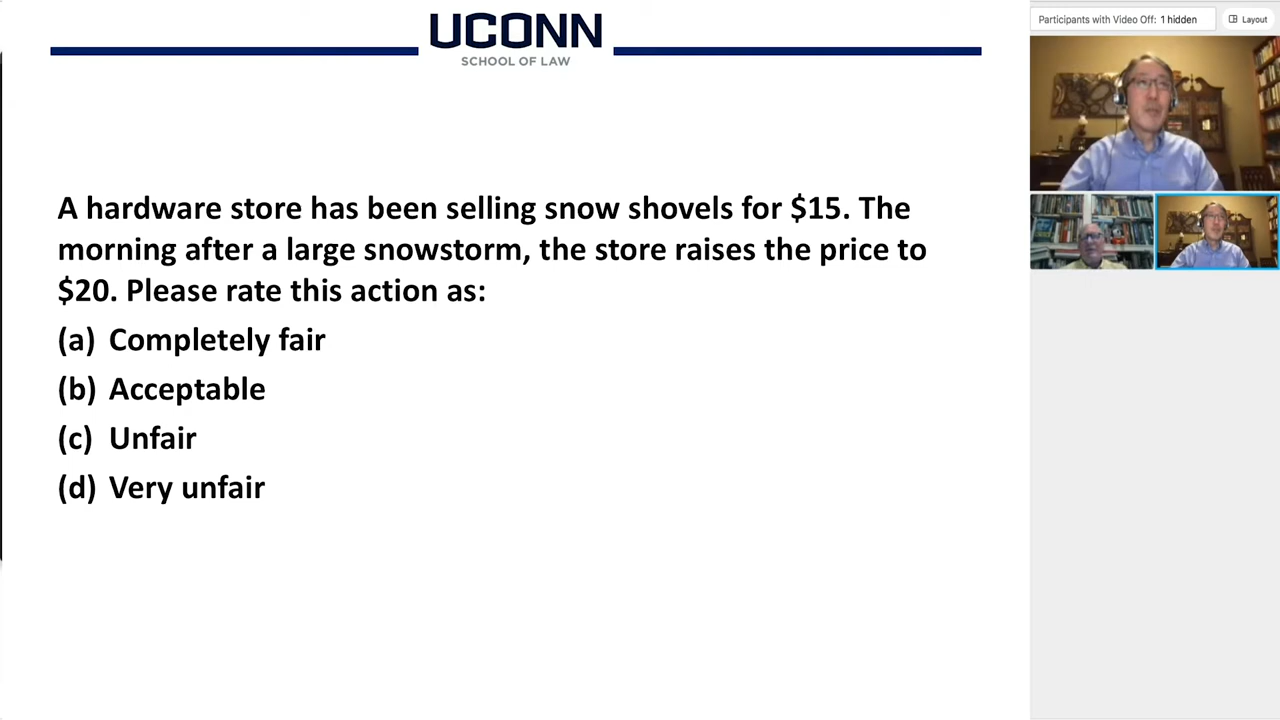 UCONN
SCHOOL OF LAW
A hardware store has been selling snow shovels for $15. The
morning after a large snowstorm, the store raises the price to
$20. Please rate this action as:
(a) Completely fair
(b) Acceptable
(c) Unfair
(d) Very unfair
Participants with Video Off: 1 hidden
Layout